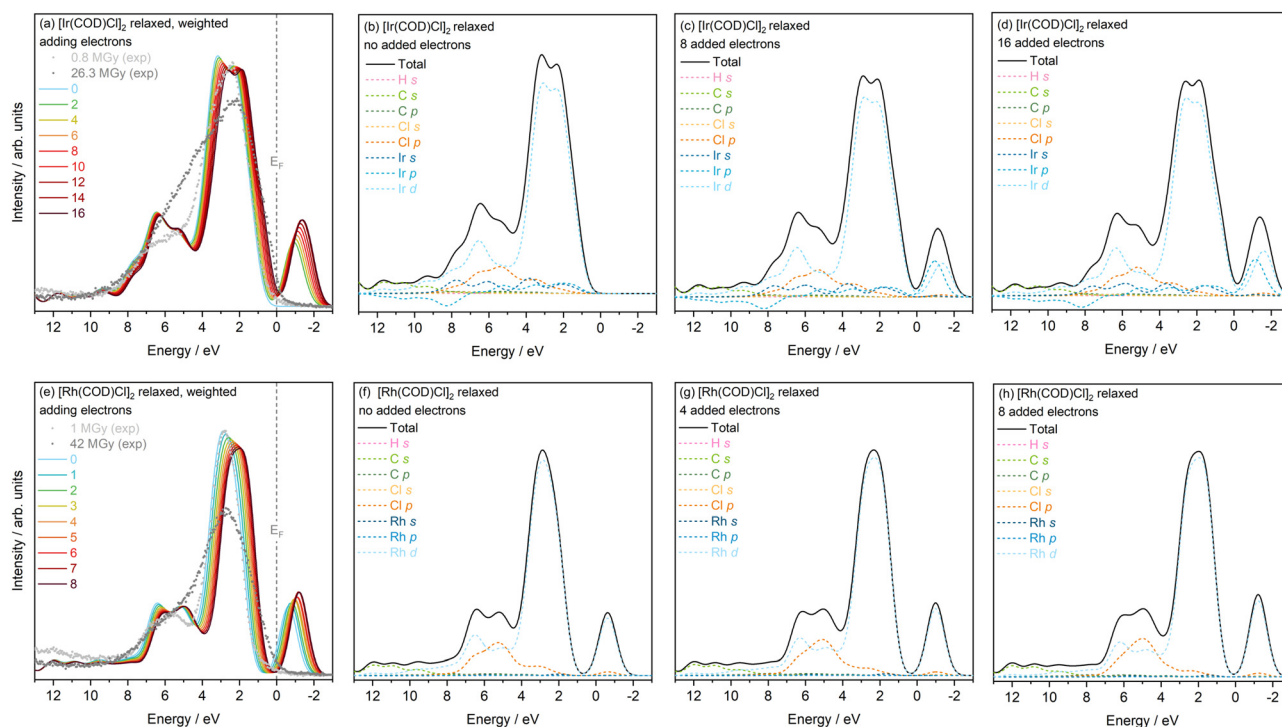 (a) [Ir(COD)Cl]2 relaxed, weighted
adding electrons
0.8 MGy (exp)
26.3 MGy (exp)
0
2
4
6
8
10
12
14
16
EF
Intensity / arb. units
12 10 8 6 4 2 0 -2
Energy / eV
(b) [Ir(COD)Cl]2 relaxed
no added electrons
Total
H s
C s
C p
Cl s
Cl p
Ir s
Ir p
Ir d
12 10 8 6 4 2 0 -2
Energy / eV
(c) [Ir(COD)Cl]2 relaxed
8 added electrons
Total
H s
C s
C p
Cl s
Cl p
Ir s
Ir p
Ir d
12 10 8 6 4 2 0 -2
Energy / eV
(d) [Ir(COD)Cl]2 relaxed
16 added electrons
Total
H s
C s
C p
Cl s
Cl p
Ir s
Ir p
Ir d
12 10 8 6 4 2 0 -2
Energy / eV
(e) [Rh(COD)Cl]2 relaxed, weighted
adding electrons
1 MGy (exp)
42 MGy (exp)
0
1
2
3
4
5
6
7
8
EF
Intensity / arb. units
12 10 8 6 4 2 0 -2
Energy / eV
(f) [Rh(COD)Cl]2 relaxed
no added electrons
Total
H s
C s
C p
Cl s
Cl p
Rh s
Rh p
Rh d
12 10 8 6 4 2 0 -2
Energy / eV
(g) [Rh(COD)Cl]2 relaxed
4 added electrons
Total
H s
C s
C p
Cl s
Cl p
Rh s
Rh p
Rh d
12 10 8 6 4 2 0 -2
Energy / eV
(h) [Rh(COD)Cl]2 relaxed
8 added electrons
Total
H s
C s
C p
Cl s
Cl p
Rh s
Rh p
Rh d
12 10 8 6 4 2 0 -2
Energy / eV